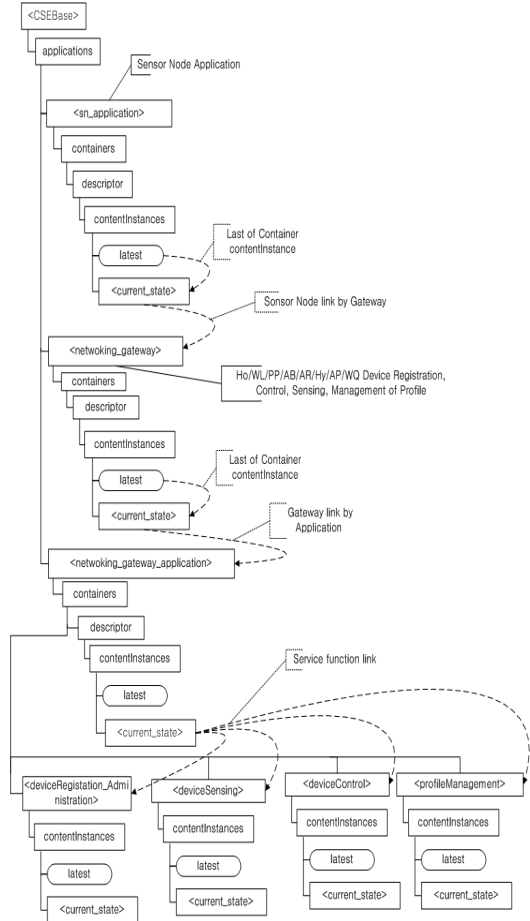 <CSEBase>
applications
Sensor Node Application
<sn_application>
containers
descriptor
contentInstances
latest
Last of Container
contentInstance
<current_state>
Sonsor Node link by Gateway
<netwoking_gateway>
Ho/WL/PP/AB/AR/Hy/AP/WQ Device Registration,
Control, Sensing, Management of Profile
containers
descriptor
contentInstances
latest
Last of Container
contentInstance
<current_state>
Gateway link by
Application
<netwoking_gateway_application>
containers
descriptor
contentInstances
Service function link
latest
<current_state>
<deviceRegistation_Admi
nistration>
contentInstances
latest
<current_state>
<deviceSensing>
contentInstances
latest
<current_state>
<deviceControl>
contentInstances
latest
<current_state>
<profileManagement>
contentInstances
latest
<current_state>